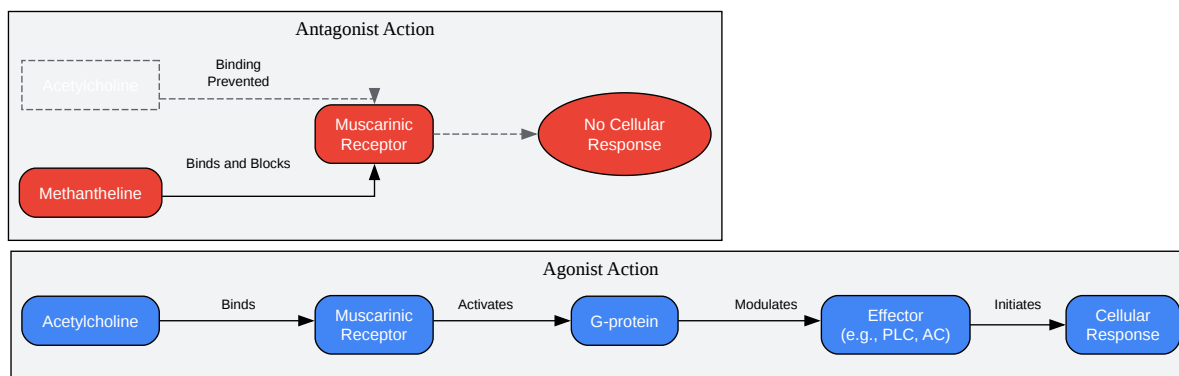 Antagonist Action
Acetylcholine
Binding
Prevented
Muscarinic
Receptor
No Cellular
Response
Binds and Blocks
Methantheline
Agonist Action
Acetylcholine
Binds
Muscarinic
Receptor
Activates
G-protein
Modulates
Effector
(e.g., PLC, AC)
Initiates
Cellular
Response